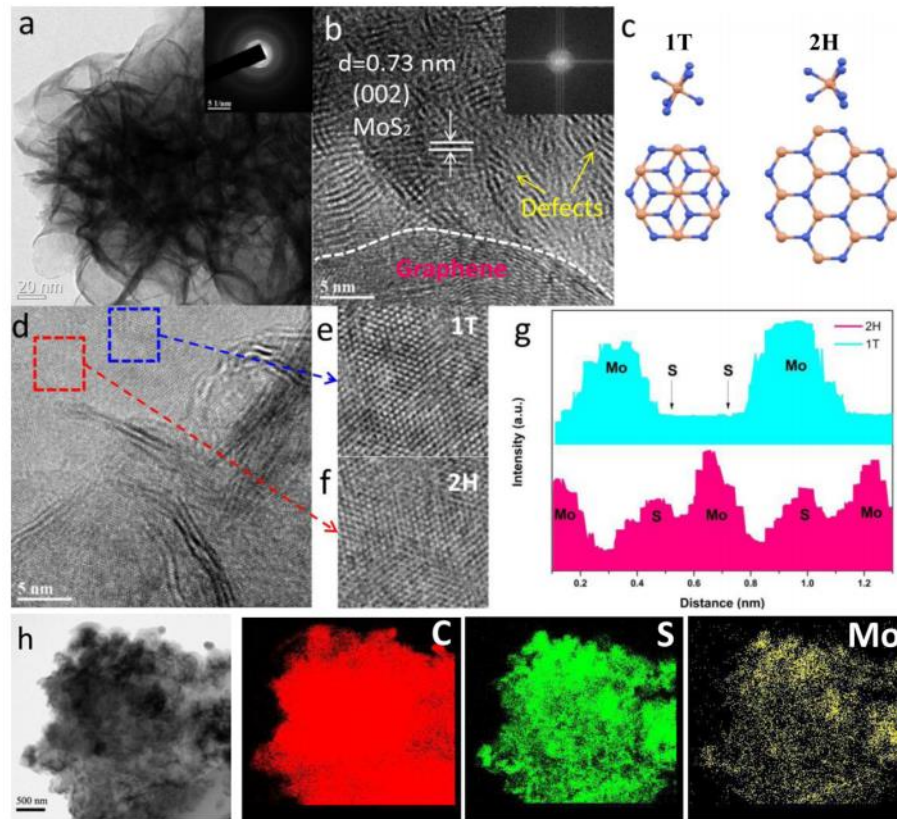 a
5 1/nm
20 nm
b
d=0.73 nm
(002)
MoS₂
Defects
Graphene
5 nm
c
1T
2H
d
5 nm
e
1T
f
2H
g
2H
1T
Mo
S
S
Mo
Mo
S
Mo
S
Mo
Intensity (a.u.)
0.2
0.4
0.6
0.8
1.0
1.2
Distance (nm)
h
500 nm
C
S
Mo